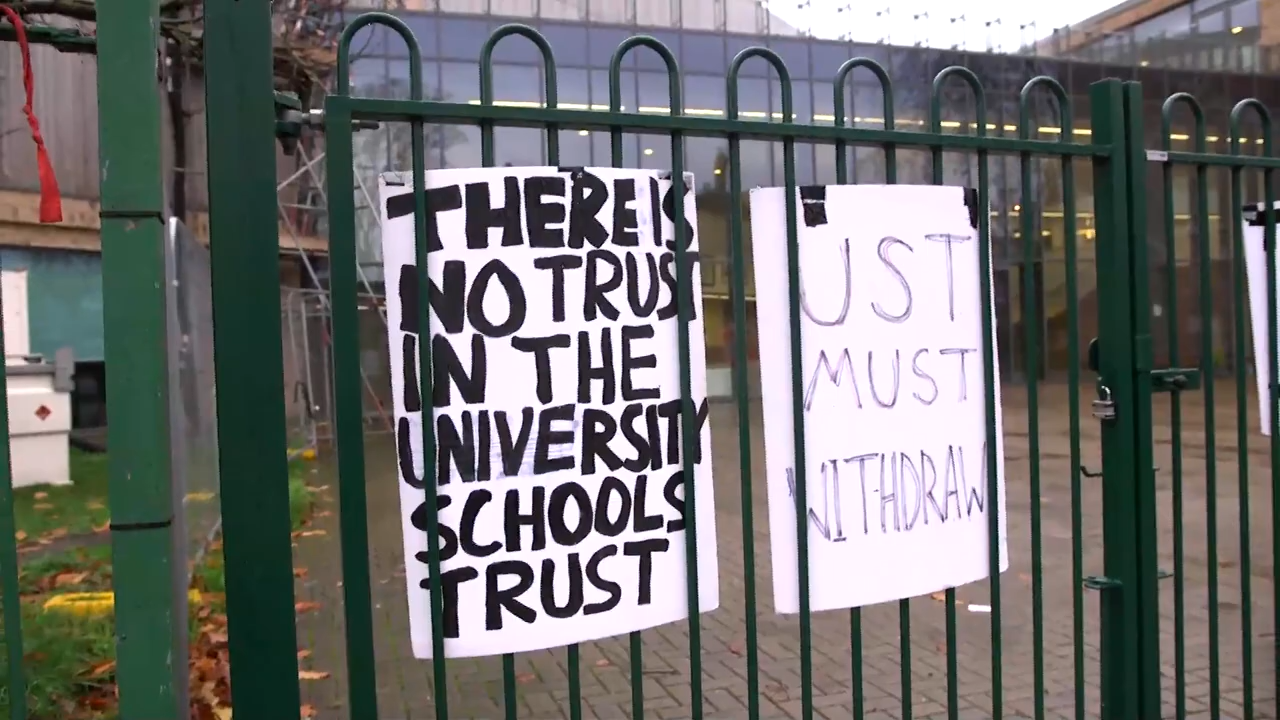 THERE IS
NO TRUST
IN THE
UNIVERSITY
SCHOOLS
TRUST
UST
MUST
WITHDRAW